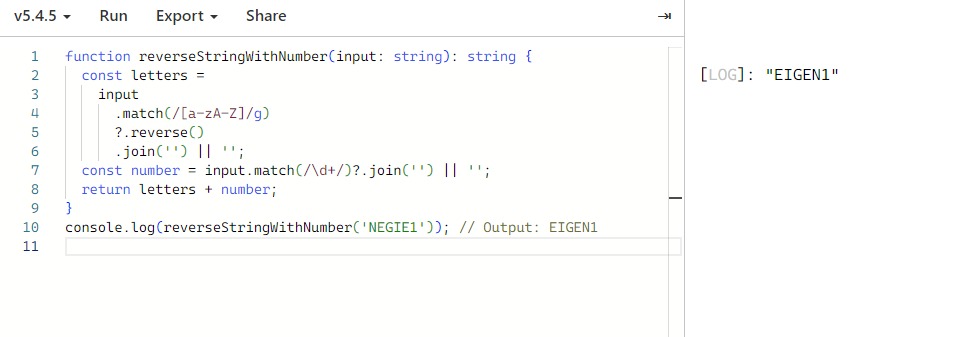 v5.4.5 Run Export Share
1 function reverseStringWithNumber(input: string): string {
2 const letters =
3 input
4 .match(/[a-zA-Z]/g)
5 ?.reverse()
6 .join('') || '';
7 const number = input.match(/\d+/)?.join('') || '';
8 return letters + number;
9 }
10 console.log(reverseStringWithNumber('NEGIE1')); // Output: EIGEN1
11
[LOG]: "EIGEN1"